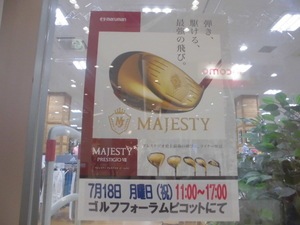 弾き、
駆ける、
最強の飛び。
MAJESTY
MAJESTY
PRESTIGIO VIII
7月18日 月曜日(祝) 11:00～17:00
ゴルフフォーラムピコットにて